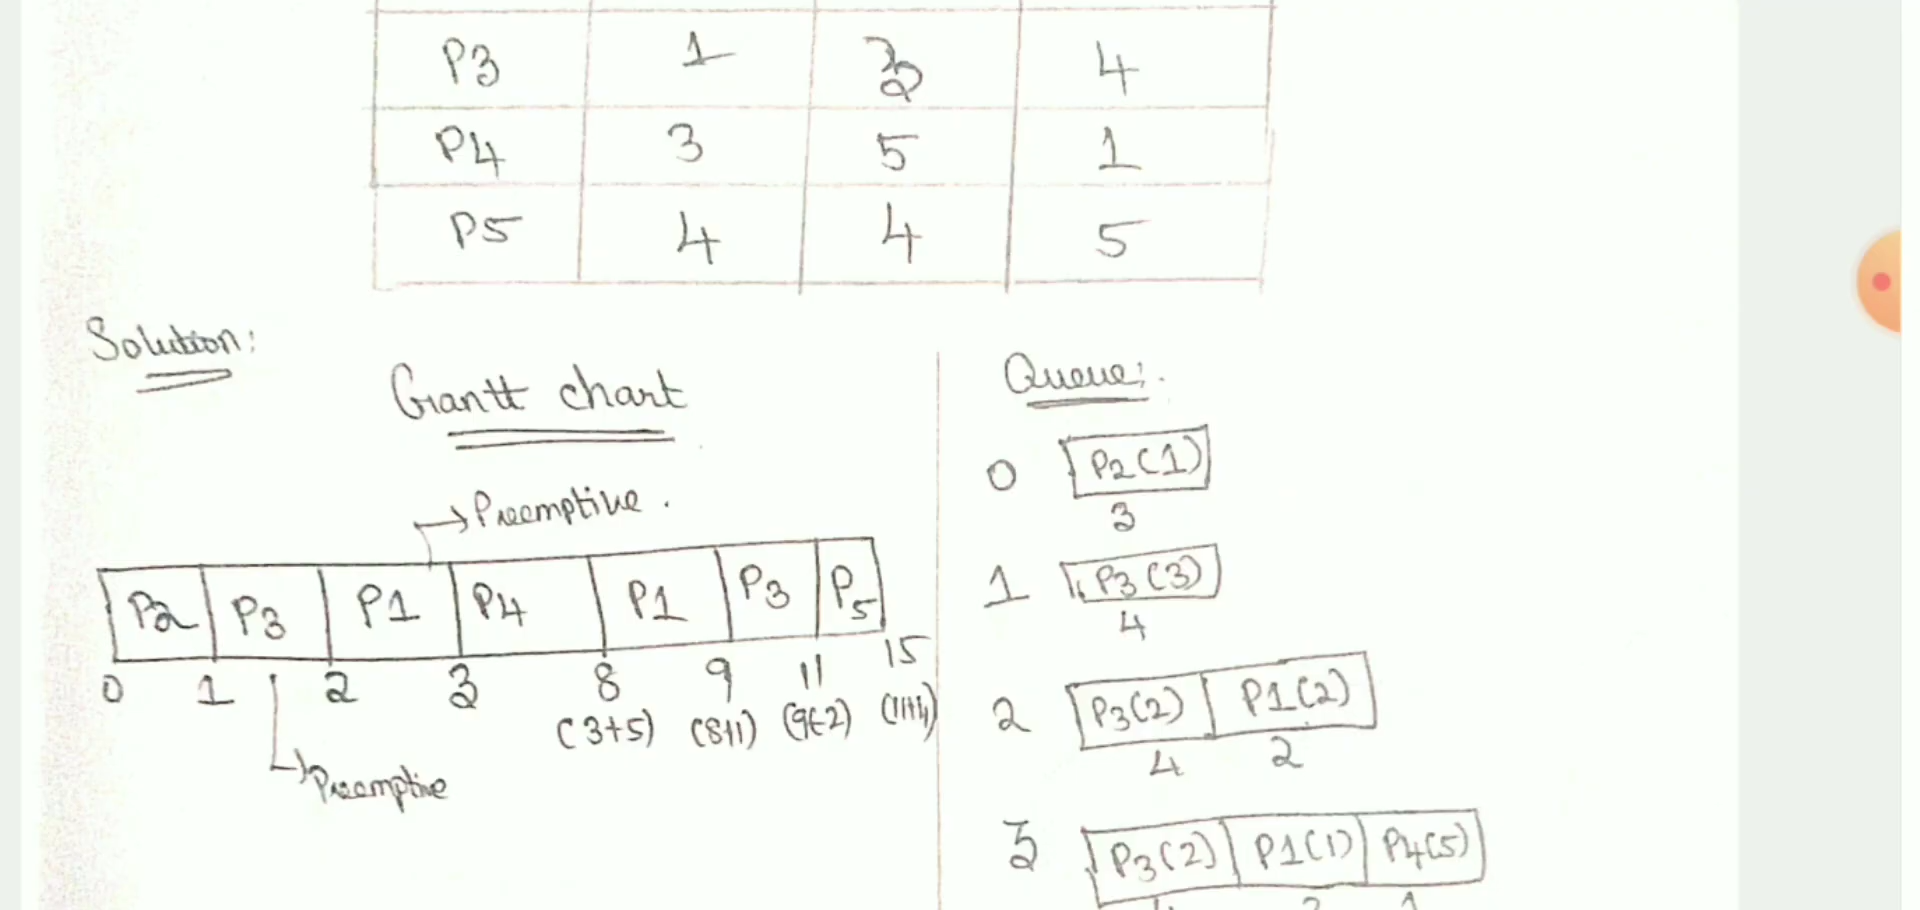 P3 1 3 4
P4 3 5 1
P5 4 4 5
Solution:
Gantt chart
→ Preemptive.
P2 P3 P1 P4 P1 P3 P5
0 1 2 3 8 9 11 15
(3+5) (8+1) (9+2) (11+4)
→ Preemptive
Queue:
0 P2(1)
3
1 P3(3)
4
2 P3(2) P1(2)
4 2
3 P3(2) P1(1) P4(5)